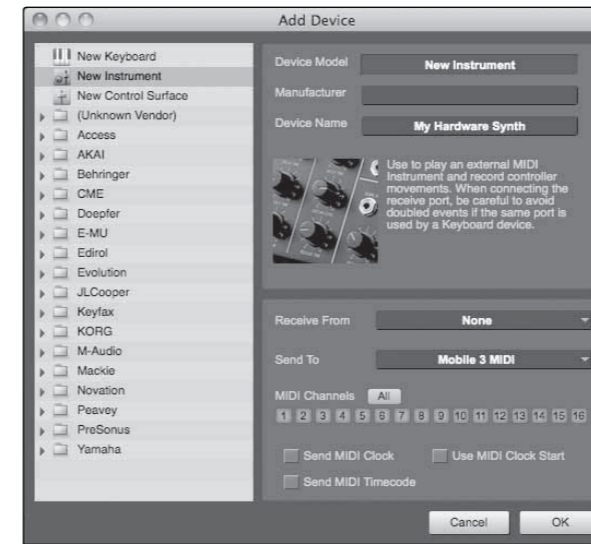 Add Device
New Keyboard
New Instrument
New Control Surface
(Unknown Vendor)
Access
AKAI
Behringer
CME
Doepfer
E-MU
Edirol
Evolution
JLCooper
Keyfax
KORG
M-Audio
Mackie
Novation
Peavey
PreSonus
Yamaha
Device Model New Instrument
Manufacturer
Device Name My Hardware Synth
Use to play an external MIDI
Instrument and record controller
movements. When connecting the
receive port, be careful to avoid
doubled events if the same port is
used by a Keyboard device.
Receive From None
Send To Mobile 3 MIDI
MIDI Channels All
1 2 3 4 5 6 7 8 9 10 11 12 13 14 15 16
Send MIDI Clock Use MIDI Clock Start
Send MIDI Timecode
Cancel OK